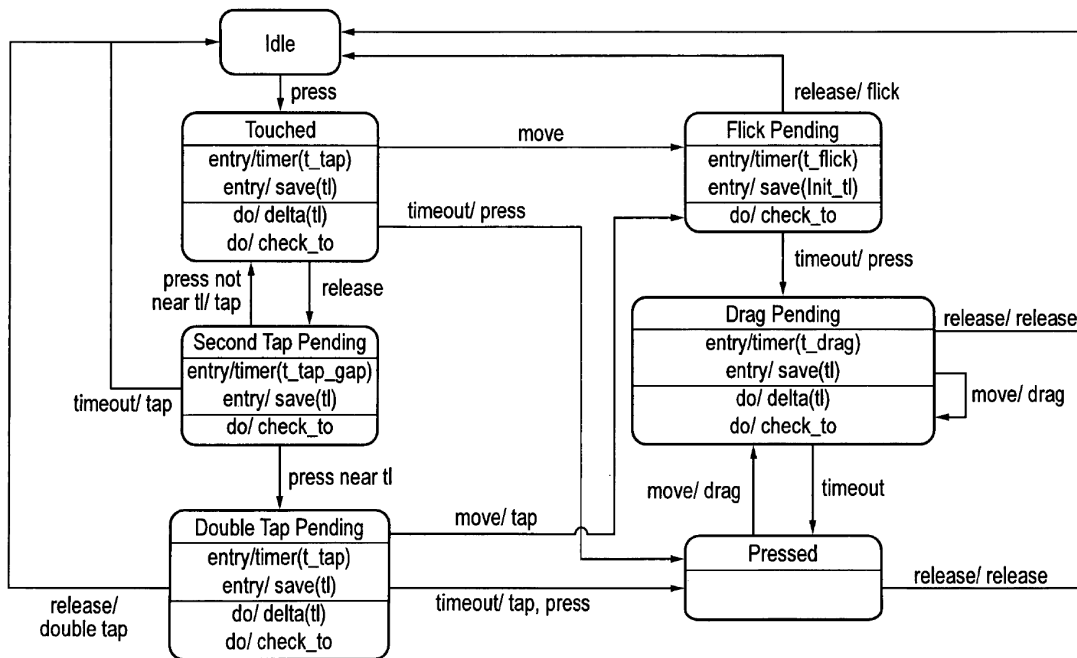 Idle
press
release/ flick
Touched
entry/timer(t_tap)
entry/ save(tl)
do/ delta(tl)
do/ check_to
move
Flick Pending
entry/timer(t_flick)
entry/ save(Init_tl)
do/ check_to
timeout/ press
timeout/ press
press not
near tl/ tap
release
Drag Pending
entry/timer(t_drag)
entry/ save(tl)
do/ delta(tl)
do/ check_to
release/ release
move/ drag
Second Tap Pending
entry/timer(t_tap_gap)
entry/ save(tl)
do/ check_to
timeout/ tap
press near tl
move/ drag
timeout
Double Tap Pending
entry/timer(t_tap)
entry/ save(tl)
do/ delta(tl)
do/ check_to
move/ tap
Pressed
release/ release
timeout/ tap, press
release/
double tap